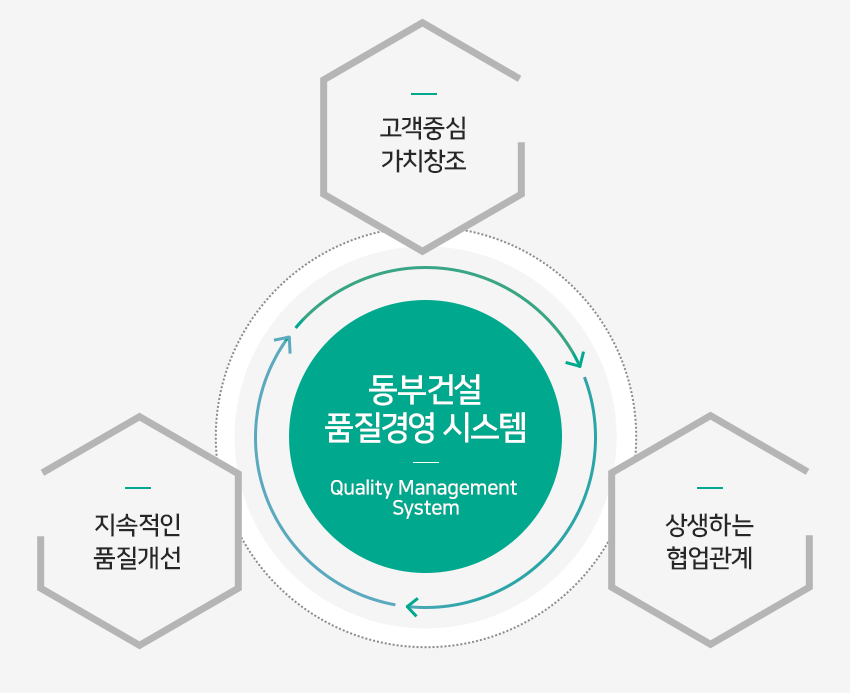 고객중심
가치창조
동부건설
품질경영 시스템
Quality Management
System
지속적인
품질개선
상생하는
협업관계